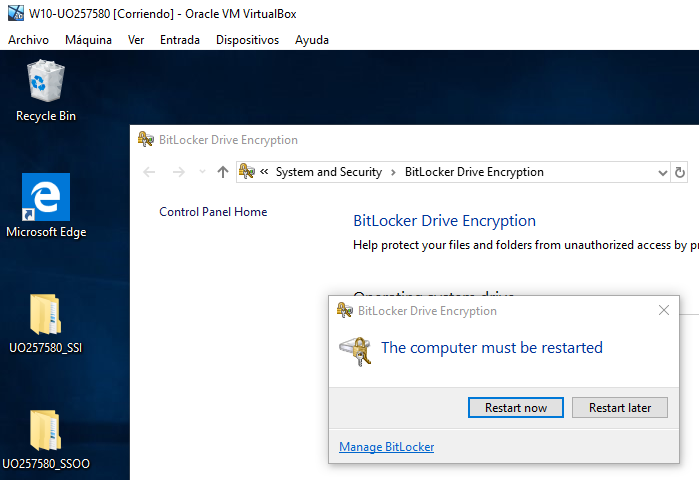 W10-UO257580 [Corriendo] - Oracle VM VirtualBox
Archivo Máquina Ver Entrada Dispositivos Ayuda
Recycle Bin
BitLocker Drive Encryption
« System and Security > BitLocker Drive Encryption
Control Panel Home
BitLocker Drive Encryption
Help protect your files and folders from unauthorized access by pr
Microsoft Edge
Operating system drive
BitLocker Drive Encryption
The computer must be restarted
Restart now Restart later
Manage BitLocker
UO257580_SSI
UO257580_SSOO